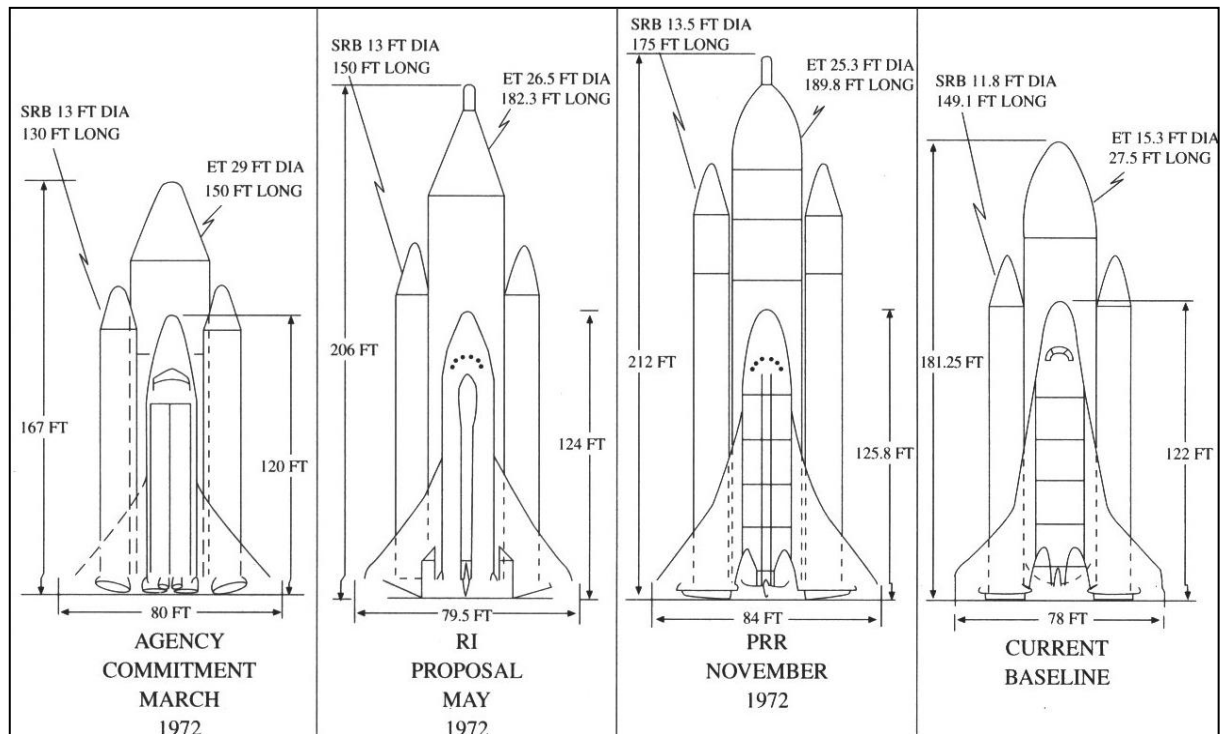 SRB 13 FT DIA
130 FT LONG
ET 29 FT DIA
150 FT LONG
167 FT
120 FT
80 FT
AGENCY
COMMITMENT
MARCH
1972
SRB 13 FT DIA
150 FT LONG
ET 26.5 FT DIA
182.3 FT LONG
206 FT
124 FT
79.5 FT
RI
PROPOSAL
MAY
1972
SRB 13.5 FT DIA
175 FT LONG
ET 25.3 FT DIA
189.8 FT LONG
212 FT
125.8 FT
84 FT
PRR
NOVEMBER
1972
SRB 11.8 FT DIA
149.1 FT LONG
ET 15.3 FT DIA
27.5 FT LONG
181.25 FT
122 FT
78 FT
CURRENT
BASELINE